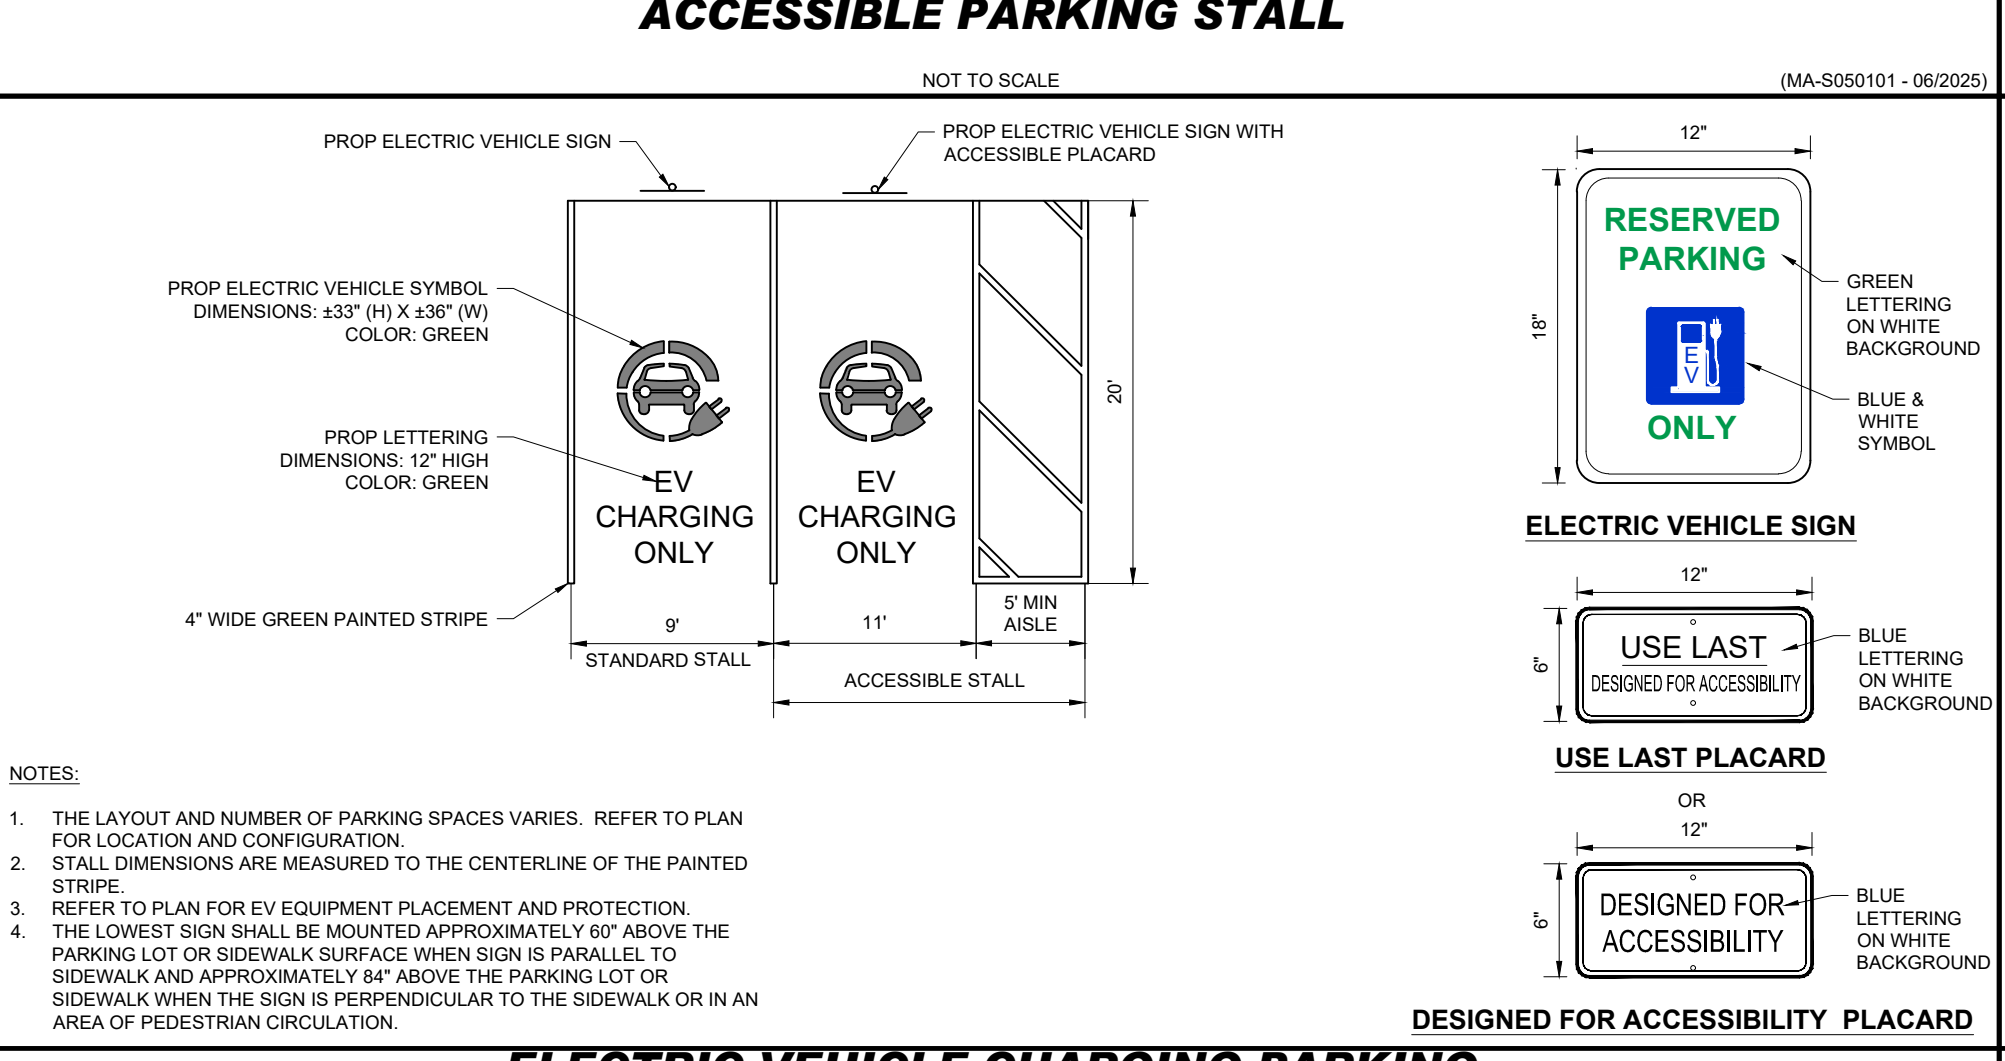 ACCESSIBLE PARKING STALL
NOT TO SCALE
(MA-S050101 - 06/2025)
PROP ELECTRIC VEHICLE SIGN
PROP ELECTRIC VEHICLE SIGN WITH
ACCESSIBLE PLACARD
PROP ELECTRIC VEHICLE SYMBOL
DIMENSIONS: ±33" (H) X ±36" (W)
COLOR: GREEN
PROP LETTERING
DIMENSIONS: 12" HIGH
COLOR: GREEN
4" WIDE GREEN PAINTED STRIPE
EV
CHARGING
ONLY
EV
CHARGING
ONLY
20'
9'
STANDARD STALL
11'
5' MIN
AISLE
ACCESSIBLE STALL
12"
18"
RESERVED
PARKING
E
V
ONLY
GREEN
LETTERING
ON WHITE
BACKGROUND
BLUE &
WHITE
SYMBOL
ELECTRIC VEHICLE SIGN
12"
6"
USE LAST
DESIGNED FOR ACCESSIBILITY
BLUE
LETTERING
ON WHITE
BACKGROUND
USE LAST PLACARD
OR
12"
6"
DESIGNED FOR
ACCESSIBILITY
BLUE
LETTERING
ON WHITE
BACKGROUND
DESIGNED FOR ACCESSIBILITY PLACARD
NOTES:
1. THE LAYOUT AND NUMBER OF PARKING SPACES VARIES. REFER TO PLAN
FOR LOCATION AND CONFIGURATION.
2. STALL DIMENSIONS ARE MEASURED TO THE CENTERLINE OF THE PAINTED
STRIPE.
3. REFER TO PLAN FOR EV EQUIPMENT PLACEMENT AND PROTECTION.
4. THE LOWEST SIGN SHALL BE MOUNTED APPROXIMATELY 60" ABOVE THE
PARKING LOT OR SIDEWALK SURFACE WHEN SIGN IS PARALLEL TO
SIDEWALK AND APPROXIMATELY 84" ABOVE THE PARKING LOT OR
SIDEWALK WHEN THE SIGN IS PERPENDICULAR TO THE SIDEWALK OR IN AN
AREA OF PEDESTRIAN CIRCULATION.
ELECTRIC VEHICLE CHARGING PARKING